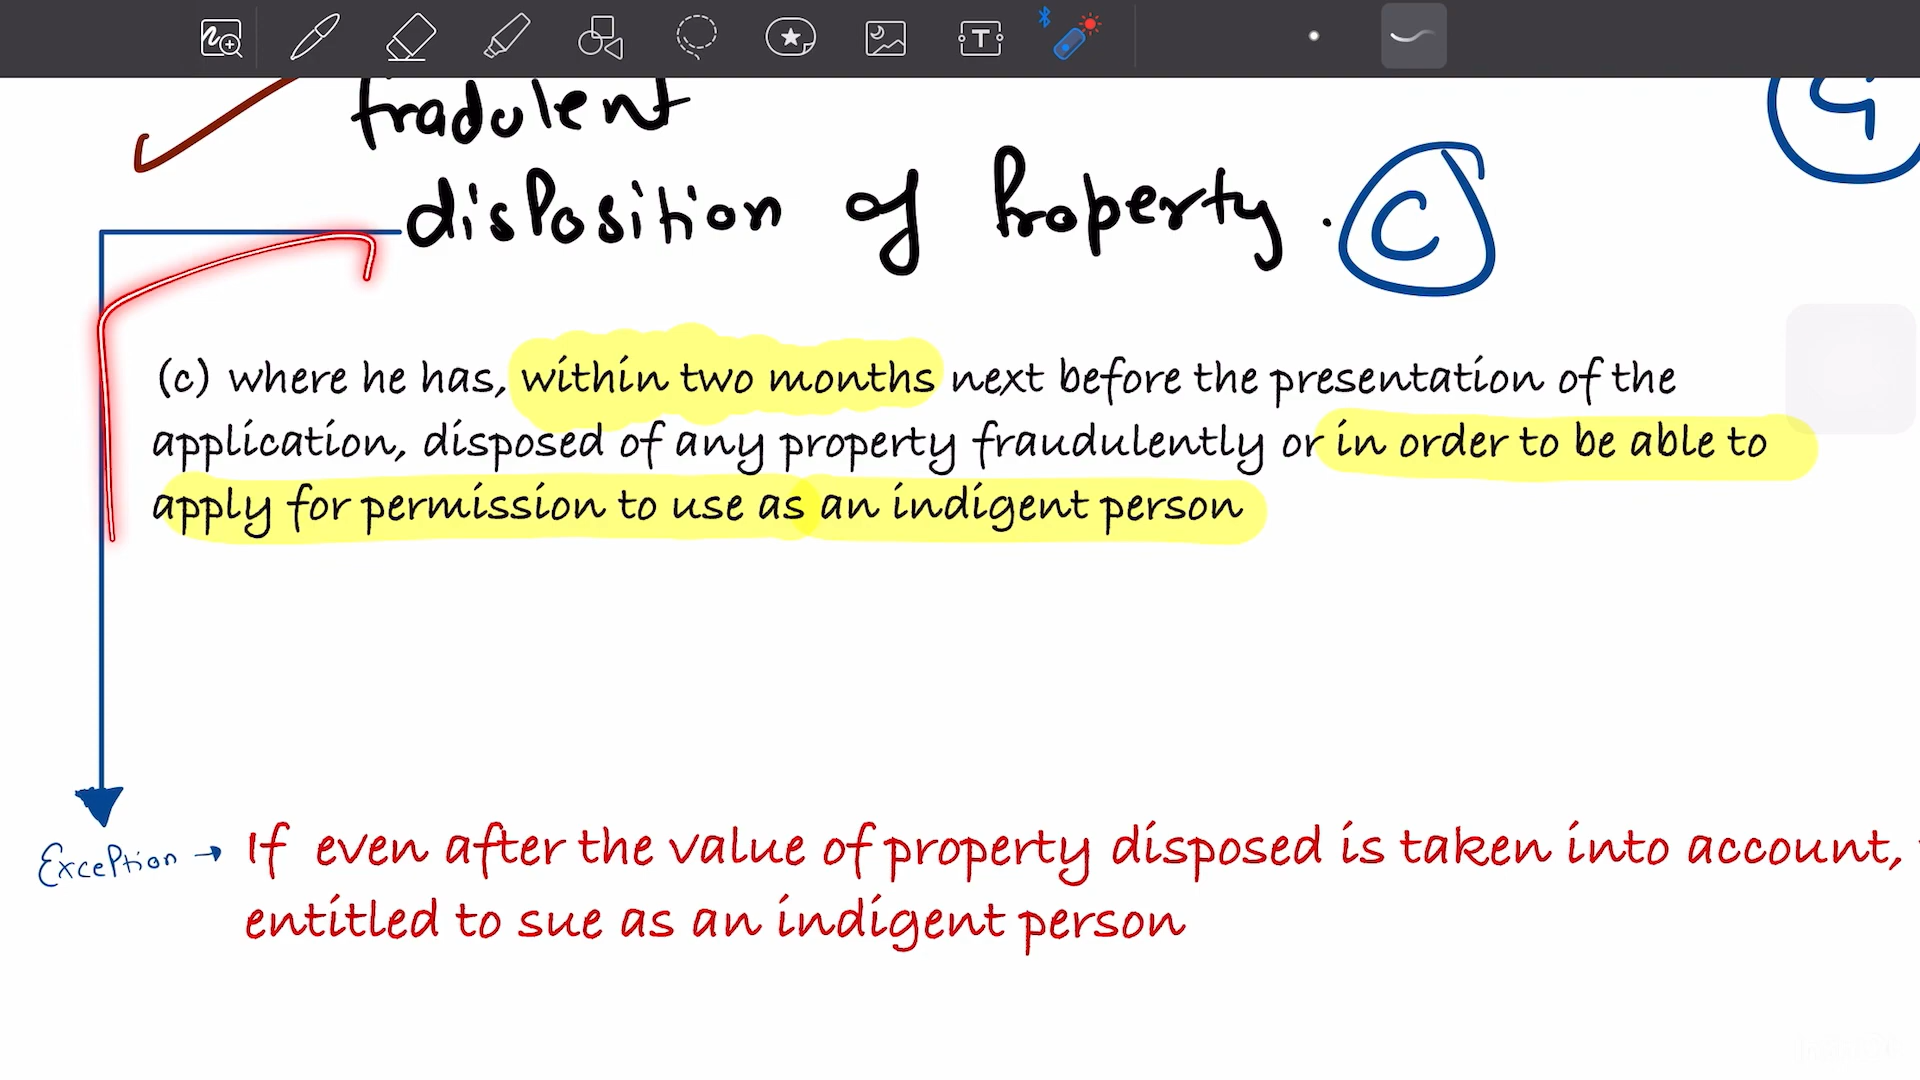 fradulent
G
disposition of Property. C
(c) where he has, within two months next before the presentation of the
application, disposed of any property fraudulently or in order to be able to
apply for permission to use as an indigent person
Exception → If even after the value of property disposed is taken into account,
entitled to sue as an indigent person